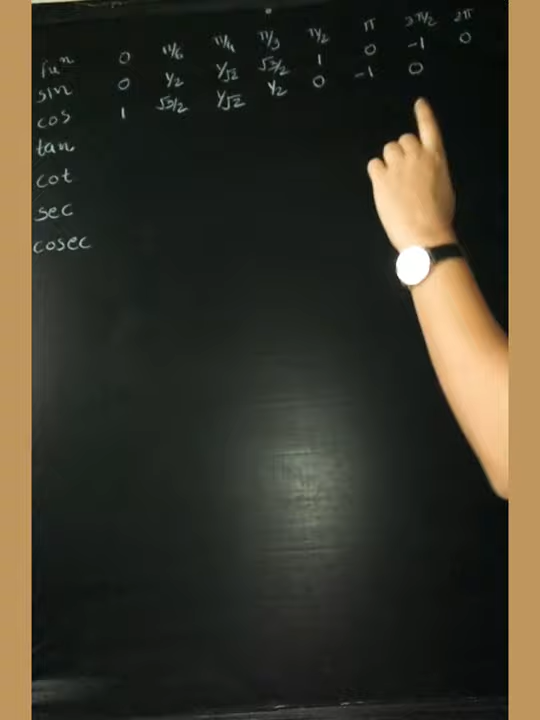 fun 0 π/6 π/4 π/3 π/2 π 3π/2 2π
sin 0 1/2 1/√2 √3/2 1 0 -1 0
cos 1 √3/2 1/√2 1/2 0 -1 0
tan
cot
sec
cosec